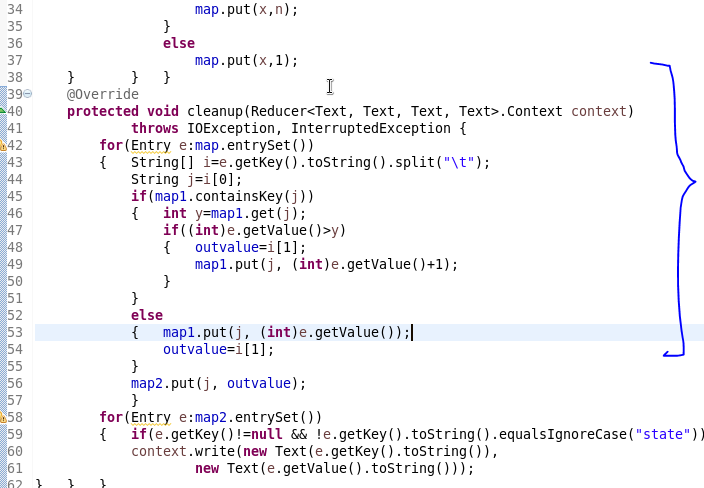 34 map.put(x,n);
35 }
36 else
37 map.put(x,1);
38 } } }
39 @Override
40 protected void cleanup(Reducer<Text, Text, Text, Text>.Context context)
41 throws IOException, InterruptedException {
42 for(Entry e:map.entrySet())
43 { String[] i=e.getKey().toString().split("\t");
44 String j=i[0];
45 if(map1.containsKey(j))
46 { int y=map1.get(j);
47 if((int)e.getValue()>y)
48 { outvalue=i[1];
49 map1.put(j, (int)e.getValue()+1);
50 }
51 }
52 else
53 { map1.put(j, (int)e.getValue());
54 outvalue=i[1];
55 }
56 map2.put(j, outvalue);
57 }
58 for(Entry e:map2.entrySet())
59 { if(e.getKey()!=null && !e.getKey().toString().equalsIgnoreCase("state"))
60 context.write(new Text(e.getKey().toString()),
61 new Text(e.getValue().toString()));
62 } } }